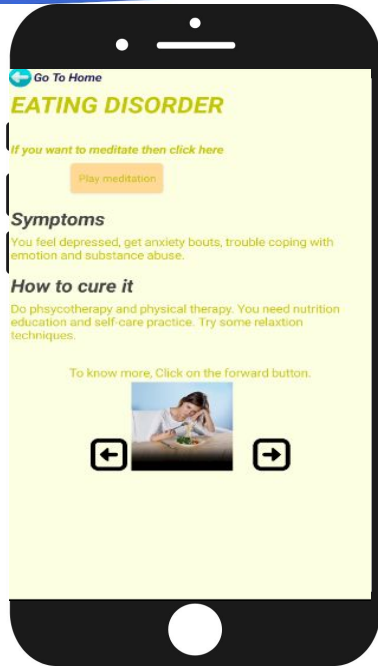 Go To Home
EATING DISORDER
If you want to meditate then click here
Play meditation
Symptoms
You feel depressed, get anxiety bouts, trouble coping with
emotion and substance abuse.
How to cure it
Do phsycotherapy and physical therapy. You need nutrition
education and self-care practice. Try some relaxtion
techniques.
To know more, Click on the forward button.